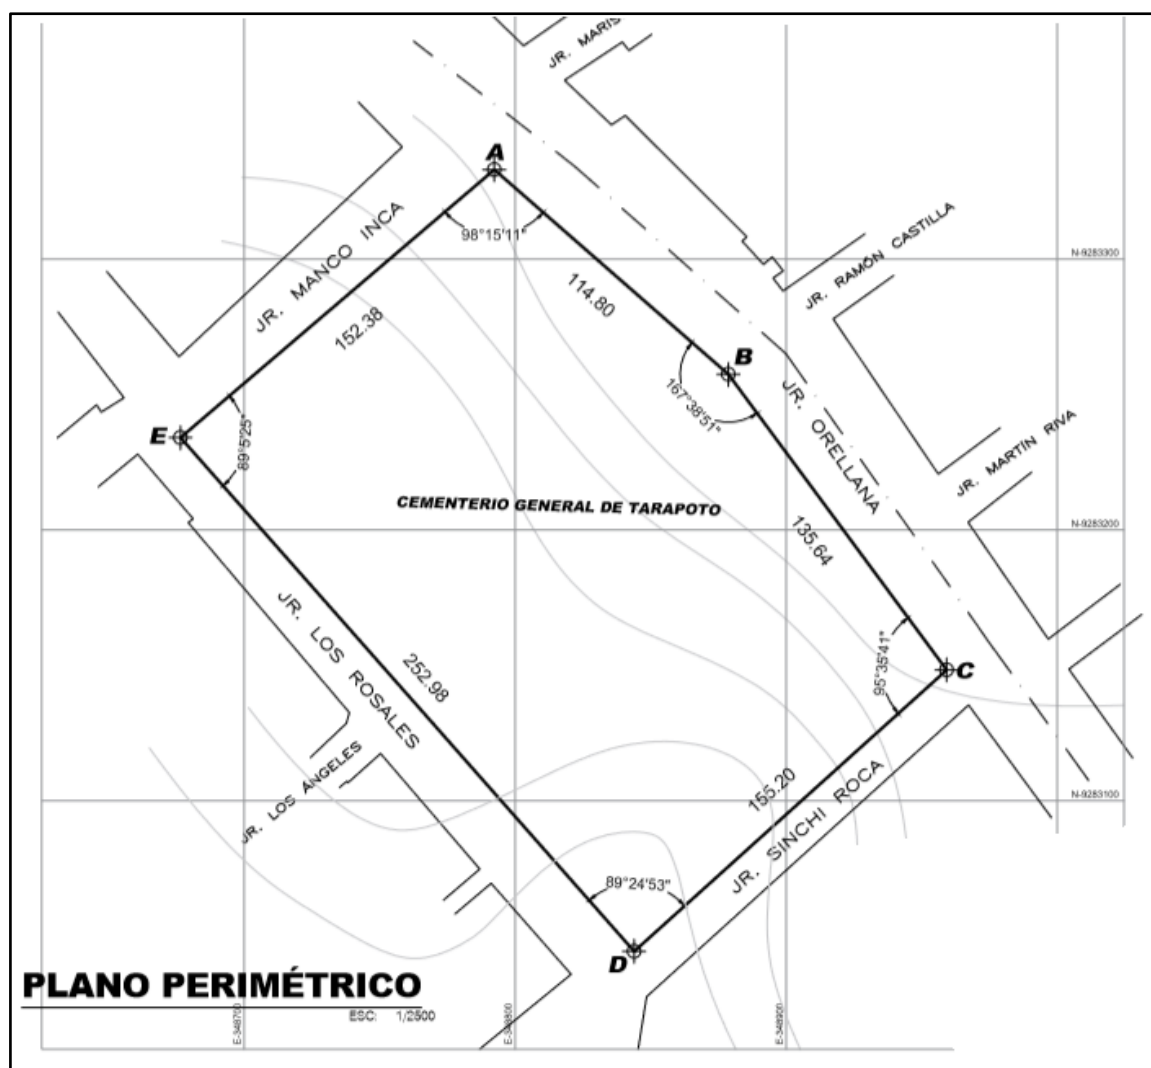 JR. MARIS
A
98°15'11"
JR. MANCO INCA
JR. RAMÓN CASTILLA
N-9283300
114.80
152.38
B
167°38'51"
JR. ORELLANA
JR. MARTÍN RIVA
E
89°5'25"
CEMENTERIO GENERAL DE TARAPOTO
N-9283200
135.64
JR. LOS ROSALES
252.98
95°35'41"
C
JR. LOS ANGELES
155.20
JR. SINCHI ROCA
N-9283100
89°24'53"
D
PLANO PERIMÉTRICO
ESC: 1/2500
E-348700
E-348800
E-348900